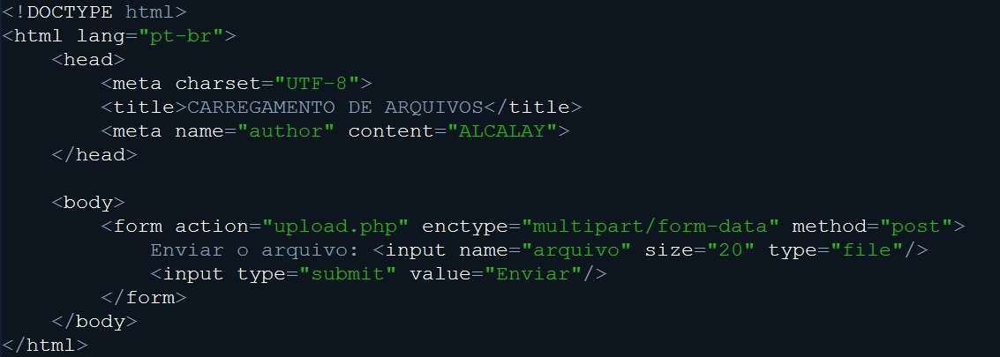 <!DOCTYPE html>
<html lang="pt-br">
<head>
<meta charset="UTF-8">
<title>CARREGAMENTO DE ARQUIVOS</title>
<meta name="author" content="ALCALAY">
</head>
<body>
<form action="upload.php" enctype="multipart/form-data" method="post">
Enviar o arquivo: <input name="arquivo" size="20" type="file"/>
<input type="submit" value="Enviar"/>
</form>
</body>
</html>